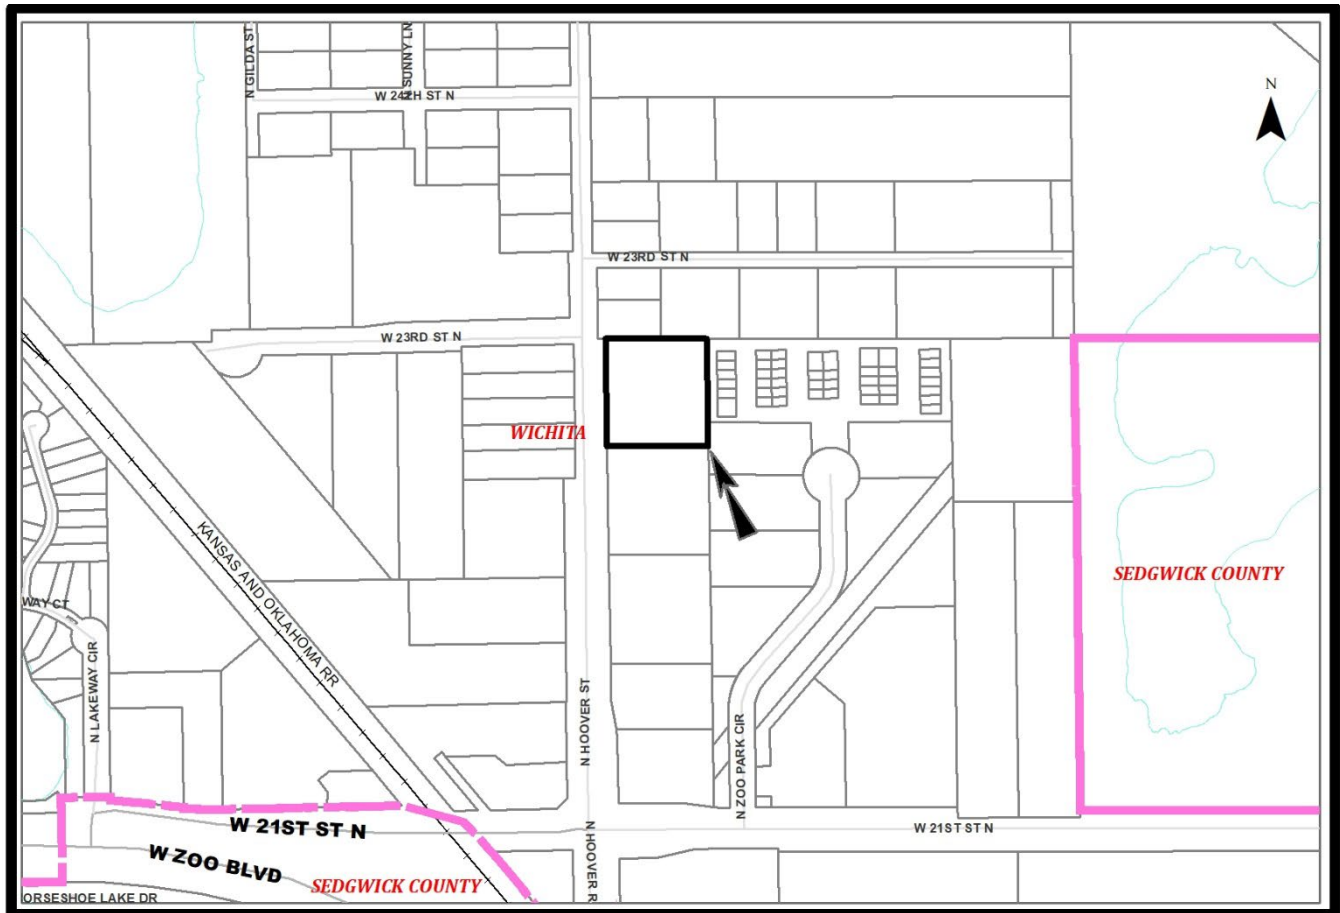 N GILDA ST
N SUNNY LN
W 24TH ST N
N
W 23RD ST N
W 23RD ST N
WICHITA
KANSAS AND OKLAHOMA RR
SEDGWICK COUNTY
WAY CT
N LAKEWAY CIR
N HOOVER ST
N ZOO PARK CIR
W 21ST ST N
W 21ST ST N
W ZOO BLVD
N HOOVER R
SEDGWICK COUNTY
ORSESHOE LAKE DR